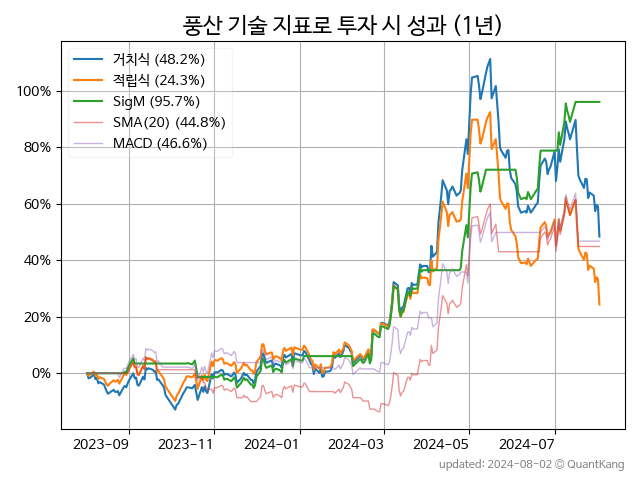 풍산 기술 지표로 투자 시 성과 (1년)
거치식 (48.2%)
적립식 (24.3%)
SigM (95.7%)
SMA(20) (44.8%)
MACD (46.6%)
100%
80%
60%
40%
20%
0%
2023-09 2023-11 2024-01 2024-03 2024-05 2024-07
updated: 2024-08-02 © QuantKang